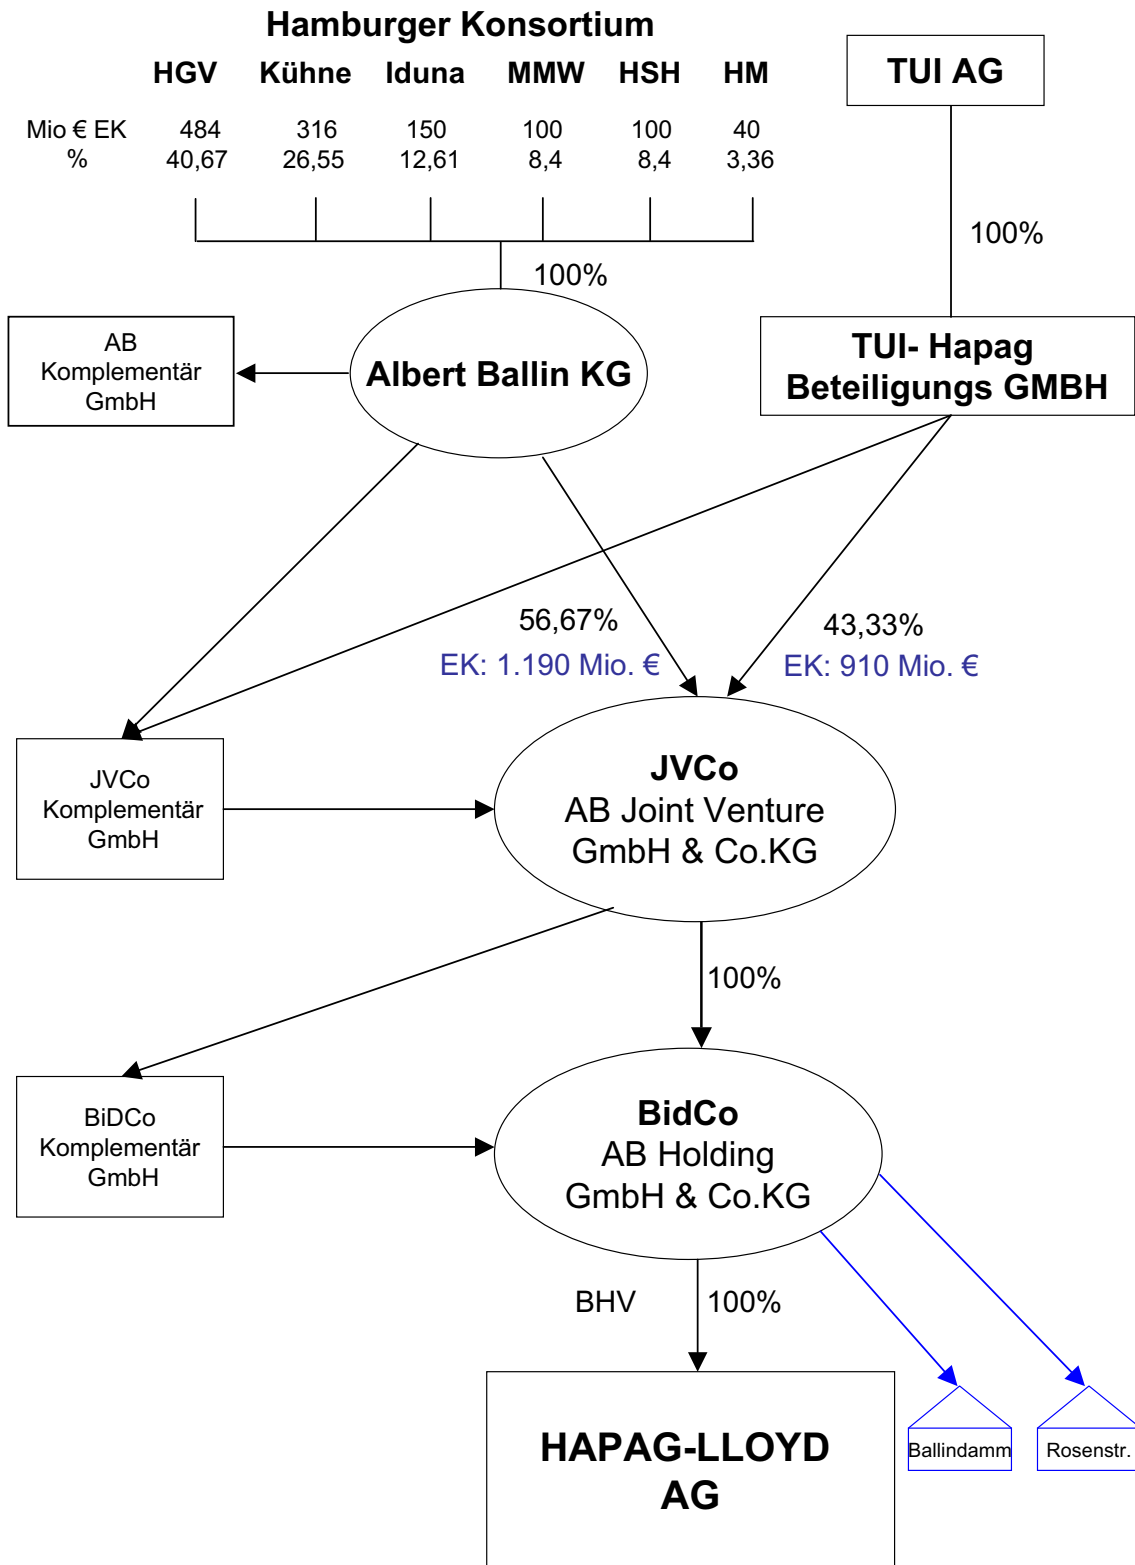 Hamburger Konsortium
HGV Kühne Iduna MMW HSH HM
Mio € EK 484 316 150 100 100 40
% 40,67 26,55 12,61 8,4 8,4 3,36
TUI AG
100%
100%
AB
Komplementär
GmbH
Albert Ballin KG
TUI- Hapag
Beteiligungs GMBH
56,67%
EK: 1.190 Mio. €
43,33%
EK: 910 Mio. €
JVCo
Komplementär
GmbH
JVCo
AB Joint Venture
GmbH & Co.KG
100%
BiDCo
Komplementär
GmbH
BidCo
AB Holding
GmbH & Co.KG
BHV 100%
HAPAG-LLOYD
AG
Ballindamm
Rosenstr.